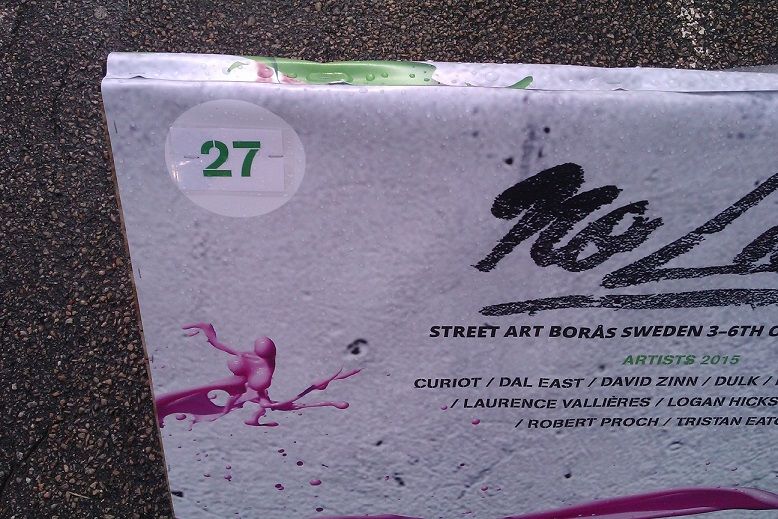 27
NO
STREET ART BORÅS SWEDEN 3–6TH
ARTISTS 2015
CURIOT / DAL EAST / DAVID ZINN / DULK /
/ LAURENCE VALLIÈRES / LOGAN HICKS
/ ROBERT PROCH / TRISTAN